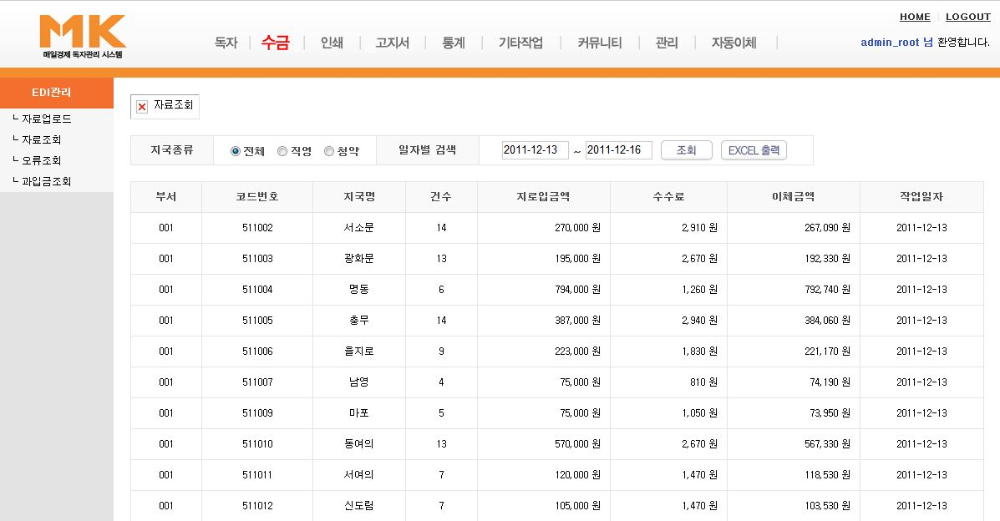 HOME LOGOUT
MK
매일경제 독자관리 시스템
독자 수금 인쇄 고지서 통계 기타작업 커뮤니티 관리 자동이체
admin_root 님 환영합니다.
EDI관리
자료업로드
자료조회
오류조회
과입금조회
자료조회
지국종류 전체 직영 청약 일자별 검색 2011-12-13 ~ 2011-12-16 조회 EXCEL 출력
부서 코드번호 지국명 건수 지로입금액 수수료 이체금액 작업일자
001 511002 서소문 14 270,000 원 2,910 원 267,090 원 2011-12-13
001 511003 광화문 13 195,000 원 2,670 원 192,330 원 2011-12-13
001 511004 명동 6 794,000 원 1,260 원 792,740 원 2011-12-13
001 511005 충무 14 387,000 원 2,940 원 384,060 원 2011-12-13
001 511006 을지로 9 223,000 원 1,830 원 221,170 원 2011-12-13
001 511007 남영 4 75,000 원 810 원 74,190 원 2011-12-13
001 511009 마포 5 75,000 원 1,050 원 73,950 원 2011-12-13
001 511010 동여의 13 570,000 원 2,670 원 567,330 원 2011-12-13
001 511011 서여의 7 120,000 원 1,470 원 118,530 원 2011-12-13
001 511012 신도림 7 105,000 원 1,470 원 103,530 원 2011-12-13